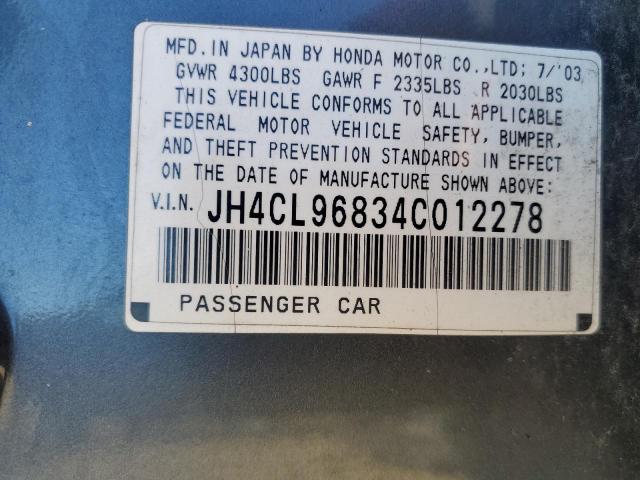 MFD. IN JAPAN BY HONDA MOTOR CO.,LTD; 7/'03
GVWR 4300LBS GAWR F 2335LBS R 2030LBS
THIS VEHICLE CONFORMS TO ALL APPLICABLE
FEDERAL MOTOR VEHICLE SAFETY, BUMPER,
AND THEFT PREVENTION STANDARDS IN EFFECT
ON THE DATE OF MANUFACTURE SHOWN ABOVE:
V.I.N. JH4CL96834C012278
PASSENGER CAR